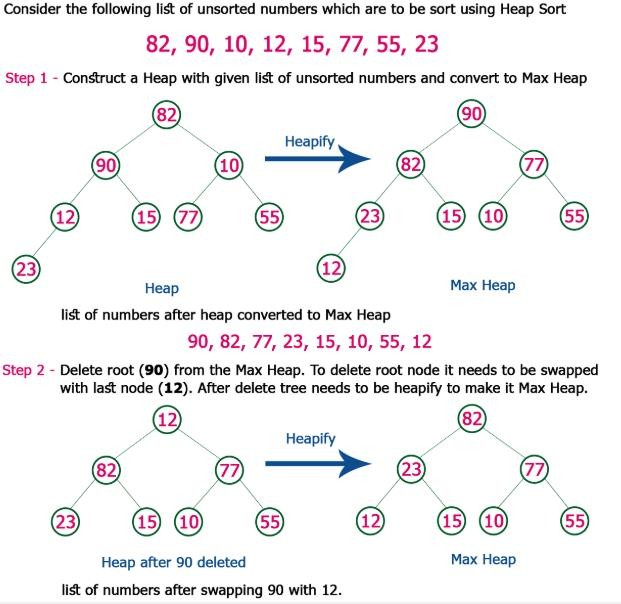 Consider the following list of unsorted numbers which are to be sort using Heap Sort
82, 90, 10, 12, 15, 77, 55, 23
Step 1 - Construct a Heap with given list of unsorted numbers and convert to Max Heap
82
90
Heapify
90
10
82
77
12
15
77
55
23
15
10
55
23
12
Heap
Max Heap
list of numbers after heap converted to Max Heap
90, 82, 77, 23, 15, 10, 55, 12
Step 2 - Delete root (90) from the Max Heap. To delete root node it needs to be swapped
with last node (12). After delete tree needs to be heapify to make it Max Heap.
12
82
Heapify
82
77
23
77
23
15
10
55
12
15
10
55
Heap after 90 deleted
Max Heap
list of numbers after swapping 90 with 12.